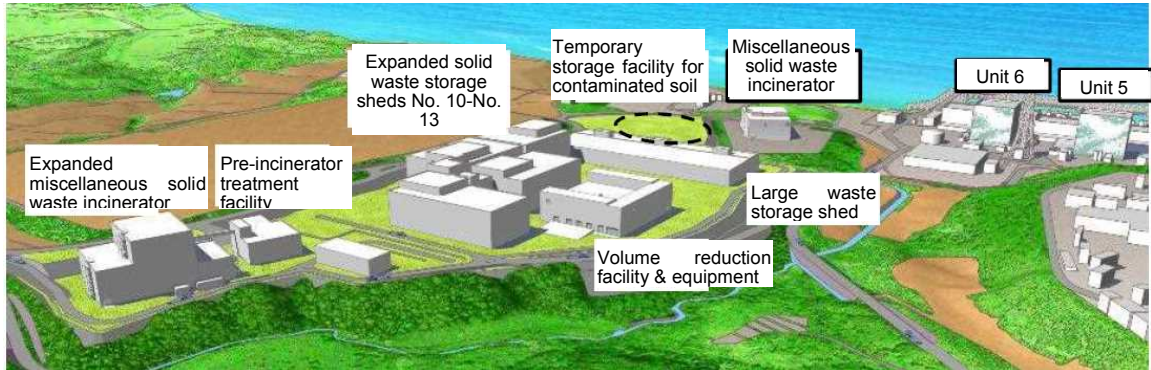 Expanded solid
waste storage
sheds No. 10-No.
13
Temporary
storage facility for
contaminated soil
Miscellaneous
solid waste
incinerator
Unit 6
Unit 5
Expanded
miscellaneous solid
waste incinerator
Pre-incinerator
treatment
facility
Large waste
storage shed
Volume reduction
facility & equipment